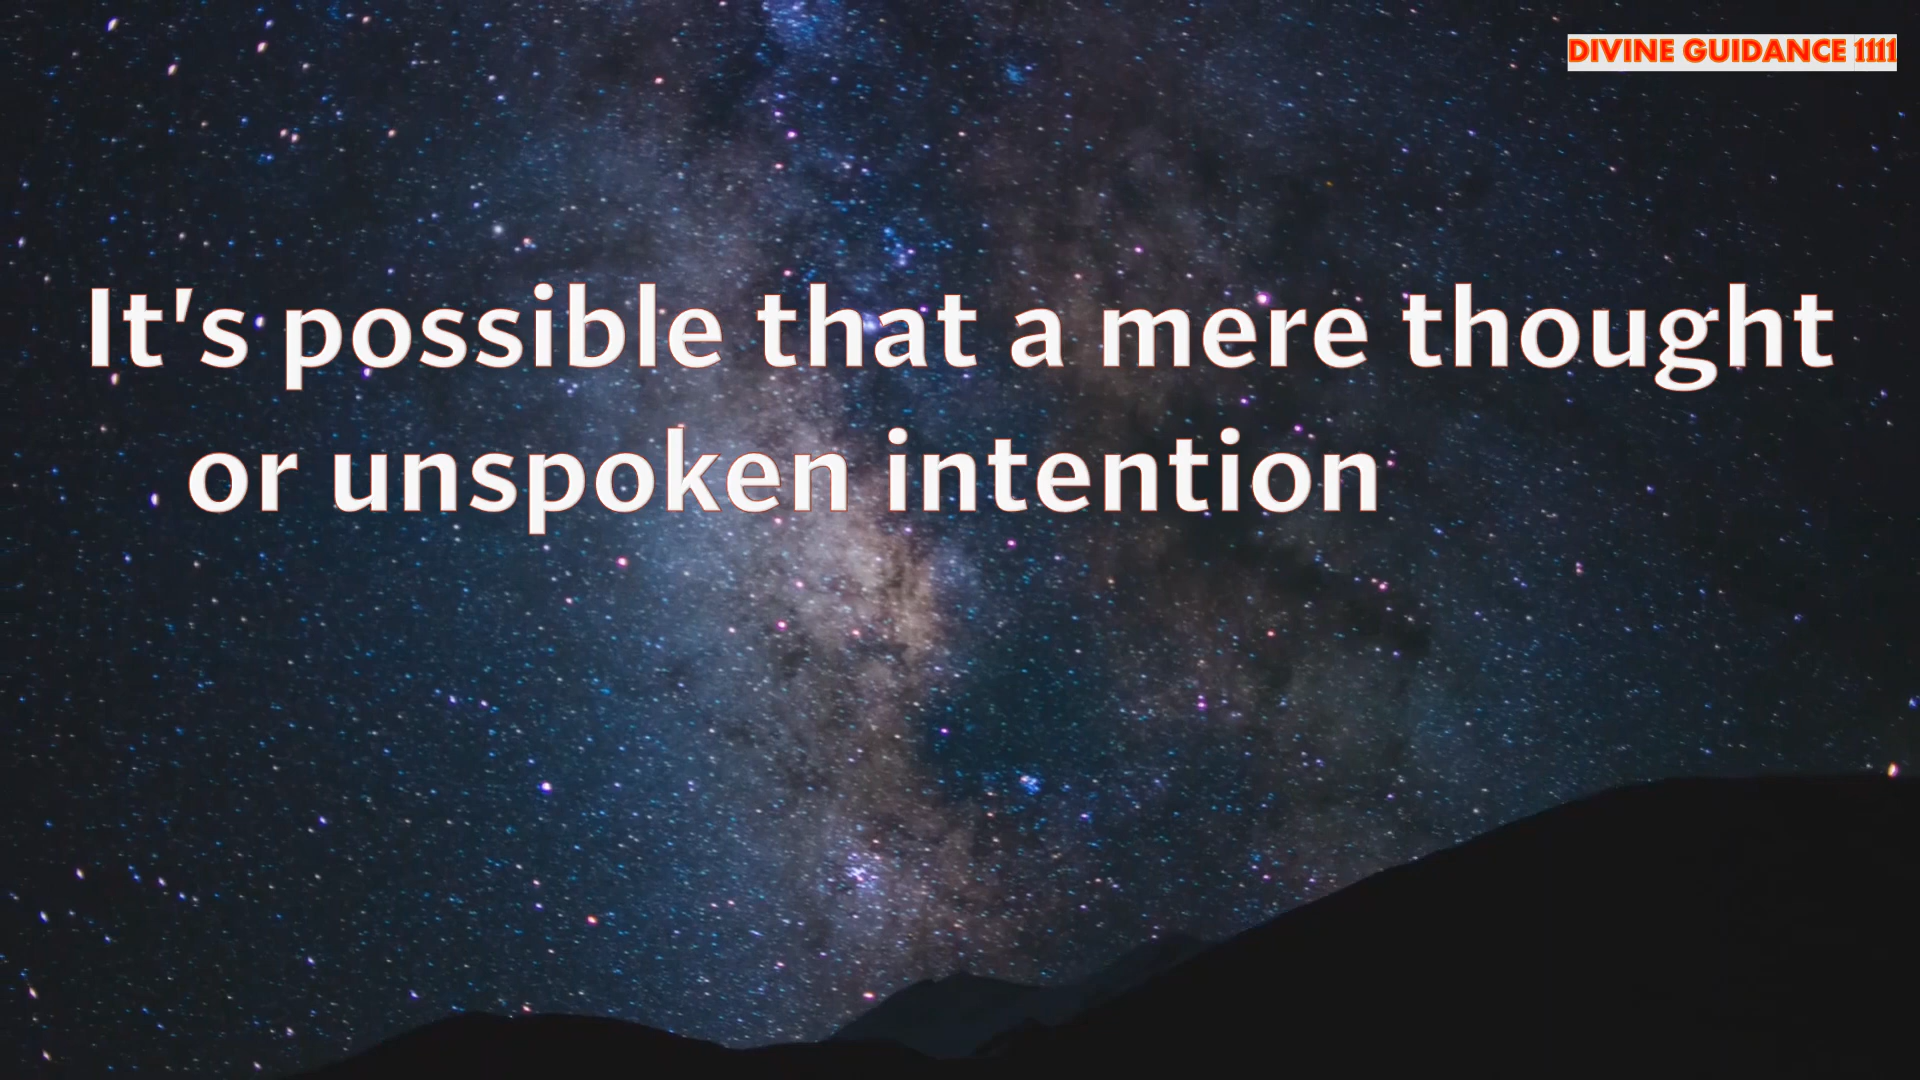 DIVINE GUIDANCE 1111
It's possible that a mere thought
or unspoken intention